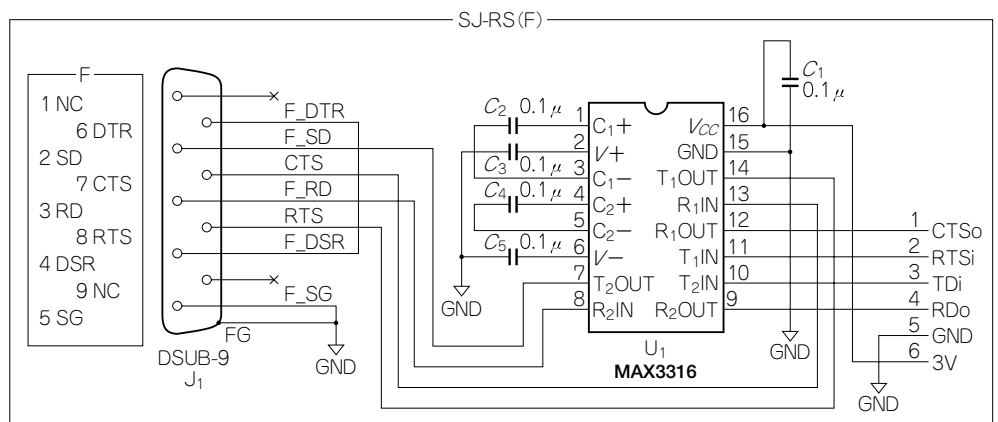 SJ-RS(F)
F
1 NC
6 DTR
2 SD
7 CTS
3 RD
8 RTS
4 DSR
9 NC
5 SG
F_DTR
F_SD
CTS
F_RD
RTS
F_DSR
F_SG
FG
GND
DSUB-9
J1
C2 0.1μ
C3 0.1μ
C4 0.1μ
C5 0.1μ
GND
1 C1+
2 V+
3 C1−
4 C2+
5 C2−
6 V−
7 T2OUT
8 R2IN
VCC 16
GND 15
T1OUT 14
R1IN 13
R1OUT 12
T1IN 11
T2IN 10
R2OUT 9
U1
MAX3316
C1
0.1μ
GND
1 CTSo
2 RTSi
3 TDi
4 RDo
5 GND
6 3V
GND